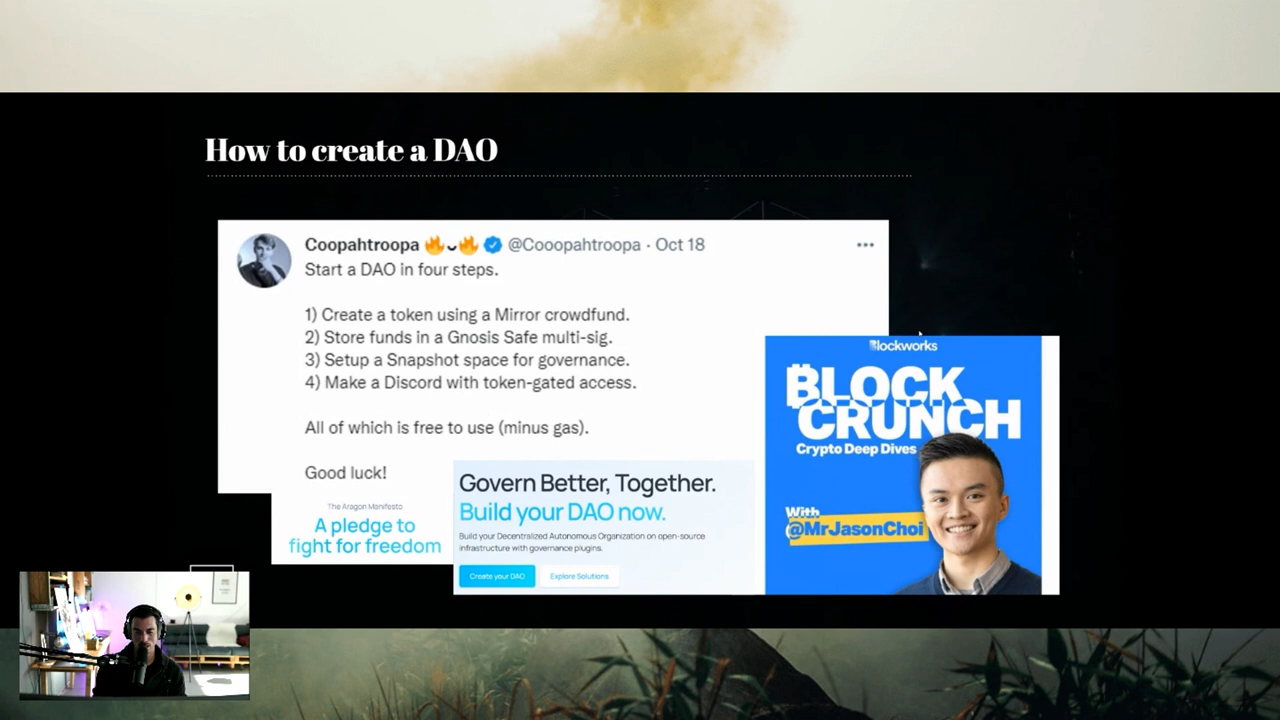 How to create a DAO
Coopahtroopa 🔥⌣🔥 @Cooopahtroopa · Oct 18
Start a DAO in four steps.
1) Create a token using a Mirror crowdfund.
2) Store funds in a Gnosis Safe multi-sig.
3) Setup a Snapshot space for governance.
4) Make a Discord with token-gated access.
All of which is free to use (minus gas).
Good luck!
The Aragon Manifesto
A pledge to
fight for freedom
Govern Better, Together.
Build your DAO now.
Build your Decentralized Autonomous Organization on open-source
infrastructure with governance plugins.
Create your DAO
Explore Solutions
Blockworks
BLOCK
CRUNCH
Crypto Deep Dives
With
@MrJasonChoi